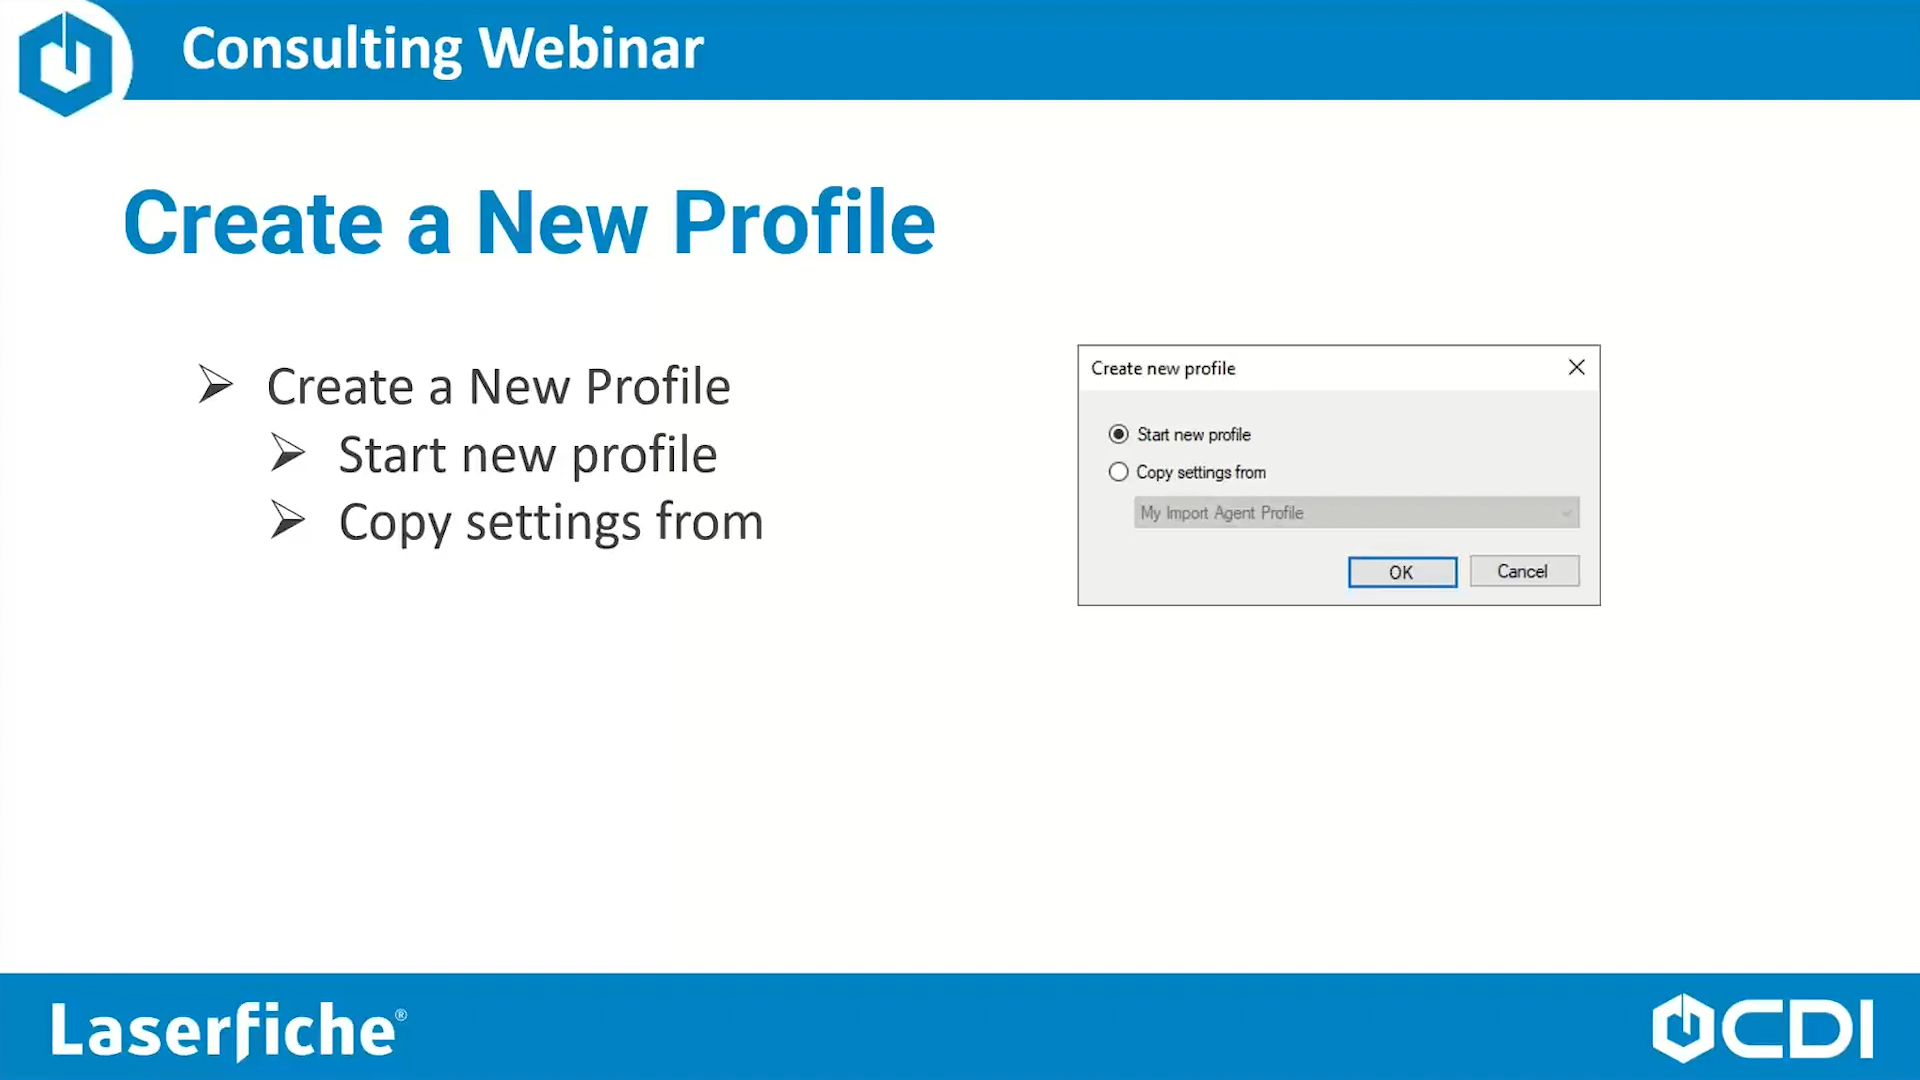 Consulting Webinar
Create a New Profile
➢ Create a New Profile
➢ Start new profile
➢ Copy settings from
Create new profile
Start new profile
Copy settings from
My Import Agent Profile
OK Cancel
Laserfiche®
CDI